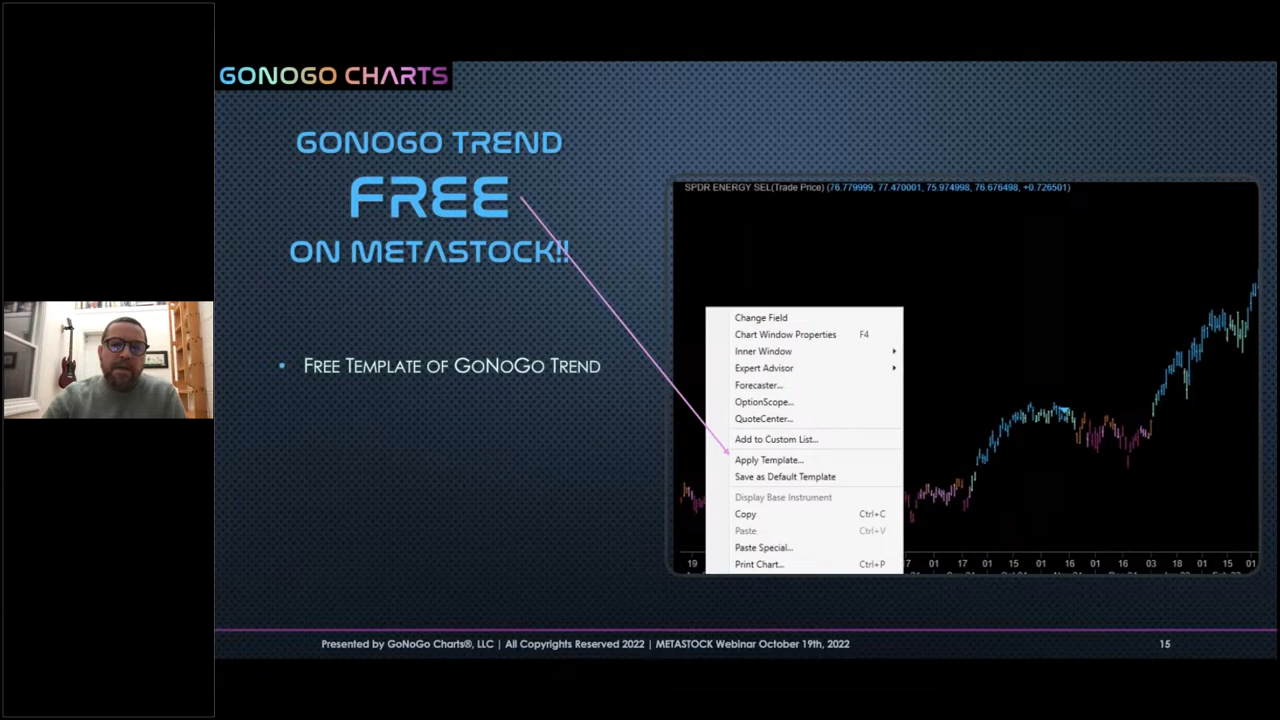 GONOGO CHARTS
GONOGO TREND
FREE
ON METASTOCK!!
• FREE TEMPLATE OF GONOGO TREND
SPDR ENERGY SEL(Trade Price) (76.779999, 77.470001, 75.974998, 76.676498, +0.726501)
Change Field
Chart Window Properties F4
Inner Window
Expert Advisor
Forecaster...
OptionScope...
QuoteCenter...
Add to Custom List...
Apply Template...
Save as Default Template
Display Base Instrument
Copy Ctrl+C
Paste Ctrl+V
Paste Special...
Print Chart... Ctrl+P
19 01 17 01 15 01 16 01 16 03 18 01 15 01
Presented by GoNoGo Charts®, LLC | All Copyrights Reserved 2022 | METASTOCK Webinar October 19th, 2022 15